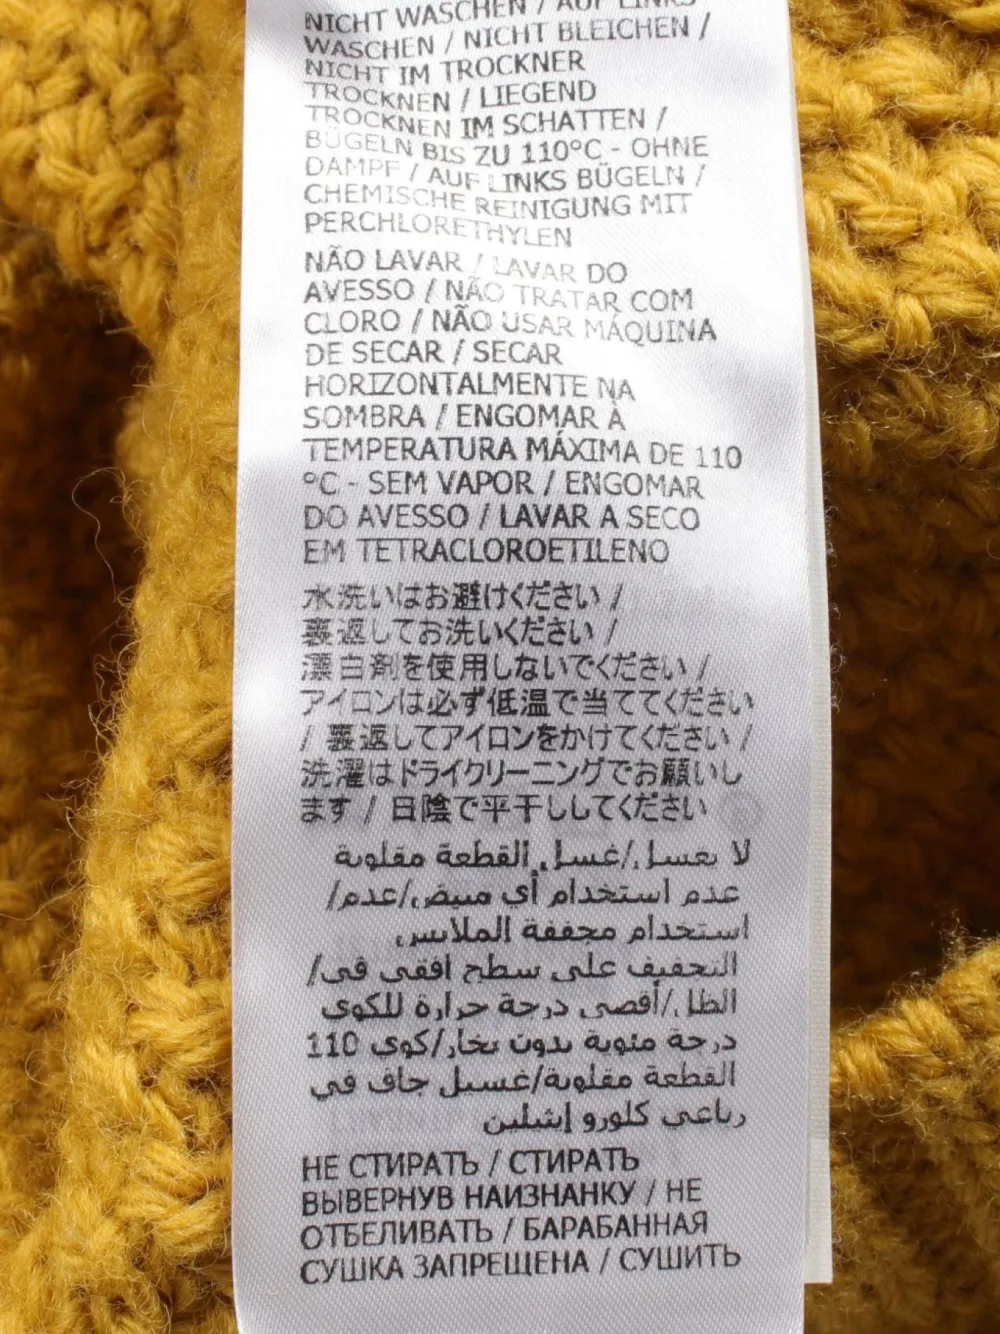 NICHT WASCHEN / AUF LINKS
WASCHEN / NICHT BLEICHEN /
NICHT IM TROCKNER
TROCKNEN / LIEGEND
TROCKNEN IM SCHATTEN /
BÜGELN BIS ZU 110°C - OHNE
DAMPF / AUF LINKS BÜGELN /
CHEMISCHE REINIGUNG MIT
PERCHLORETHYLEN
NÃO LAVAR / LAVAR DO
AVESSO / NÃO TRATAR COM
CLORO / NÃO USAR MÁQUINA
DE SECAR / SECAR
HORIZONTALMENTE NA
SOMBRA / ENGOMAR À
TEMPERATURA MÁXIMA DE 110
°C - SEM VAPOR / ENGOMAR
DO AVESSO / LAVAR A SECO
EM TETRACLOROETILENO
水洗いはお避けください /
裏返してお洗いください /
漂白剤を使用しないでください /
アイロンは必ず低温で当ててください
/ 裏返してアイロンをかけてください /
洗濯はドライクリーニングでお願いし
ます / 日陰で平干ししてください
لا يغسل/غسل القطعة مقلوبة
عدم استخدام أي مبيض/عدم/
استخدام مجففة الملابس
التجفيف على سطح افقي في/
الظل/أقصى درجة حرارة للكوي
110 درجة مئوية بدون بخار/كوي
القطعة مقلوبة/غسيل جاف في
رباعي كلورو إيثيلين
НЕ СТИРАТЬ / СТИРАТЬ
ВЫВЕРНУВ НАИЗНАНКУ / НЕ
ОТБЕЛИВАТЬ / БАРАБАННАЯ
СУШКА ЗАПРЕЩЕНА / СУШИТЬ